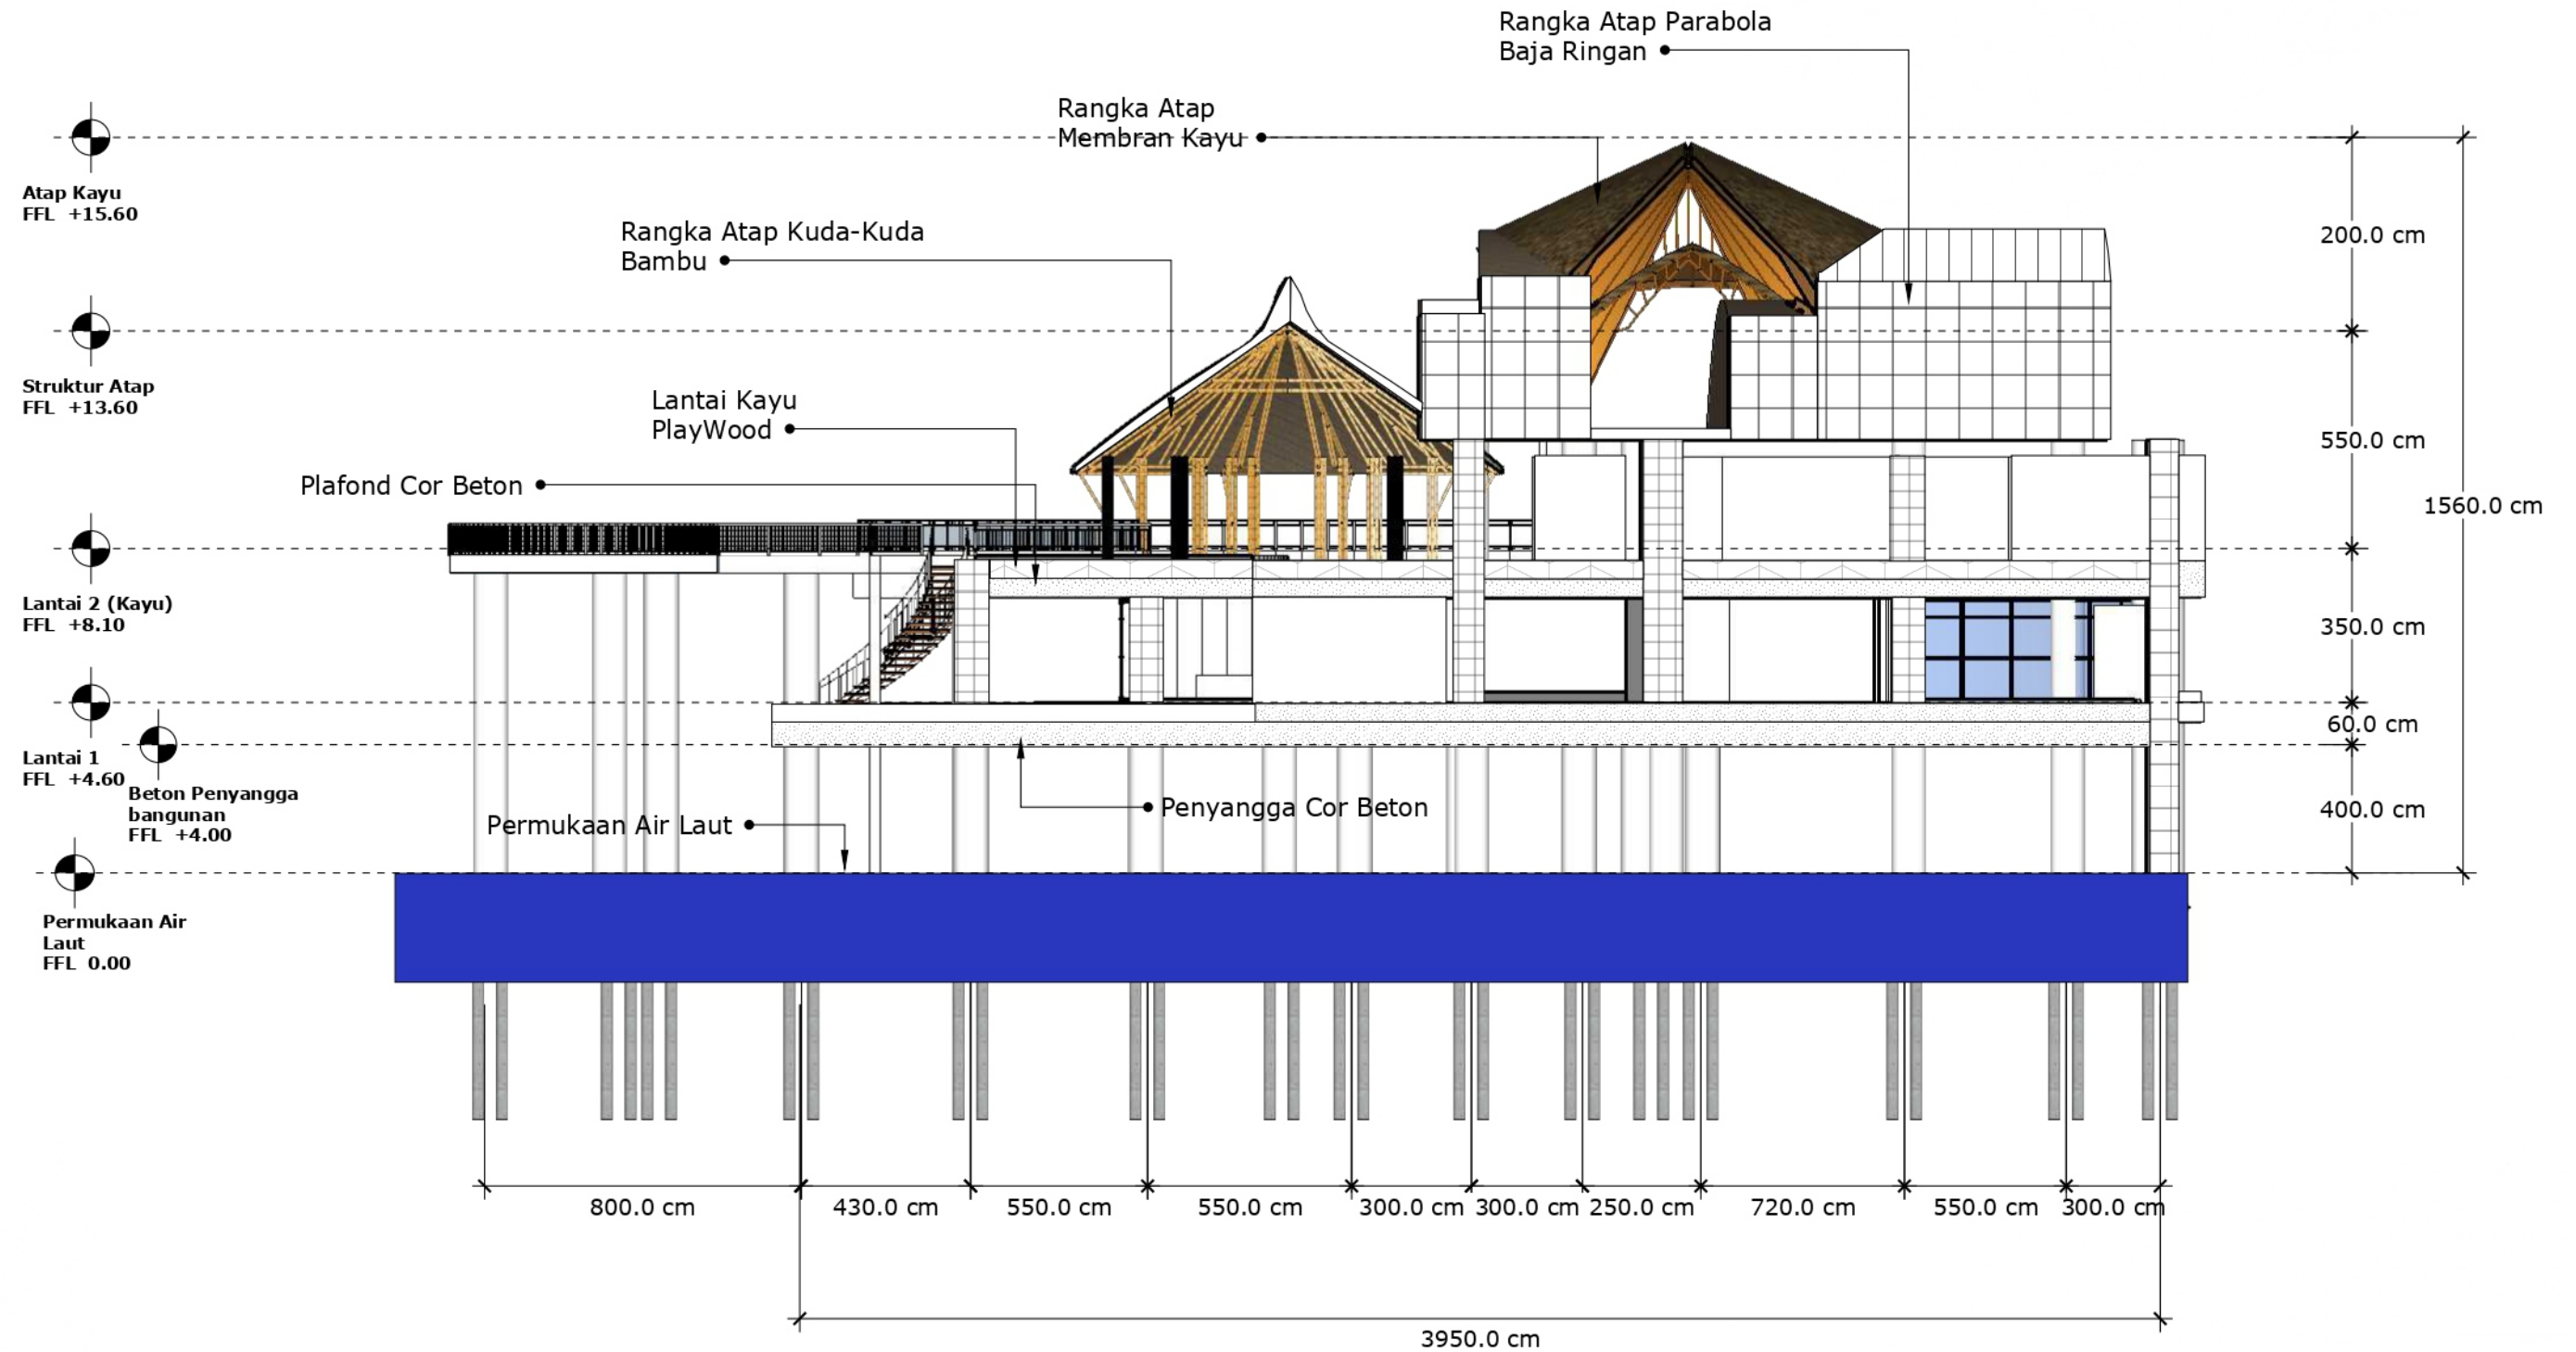 Rangka Atap Parabola
Baja Ringan
Rangka Atap
Membran Kayu
Atap Kayu
FFL +15.60
Rangka Atap Kuda-Kuda
Bambu
200.0 cm
Struktur Atap
FFL +13.60
Lantai Kayu
PlayWood
550.0 cm
Plafond Cor Beton
1560.0 cm
Lantai 2 (Kayu)
FFL +8.10
350.0 cm
60.0 cm
Lantai 1
FFL +4.60
Beton Penyangga
bangunan
FFL +4.00
Penyangga Cor Beton
400.0 cm
Permukaan Air Laut
Permukaan Air
Laut
FFL 0.00
800.0 cm 430.0 cm 550.0 cm 550.0 cm 300.0 cm 300.0 cm 250.0 cm 720.0 cm 550.0 cm 300.0 cm
3950.0 cm